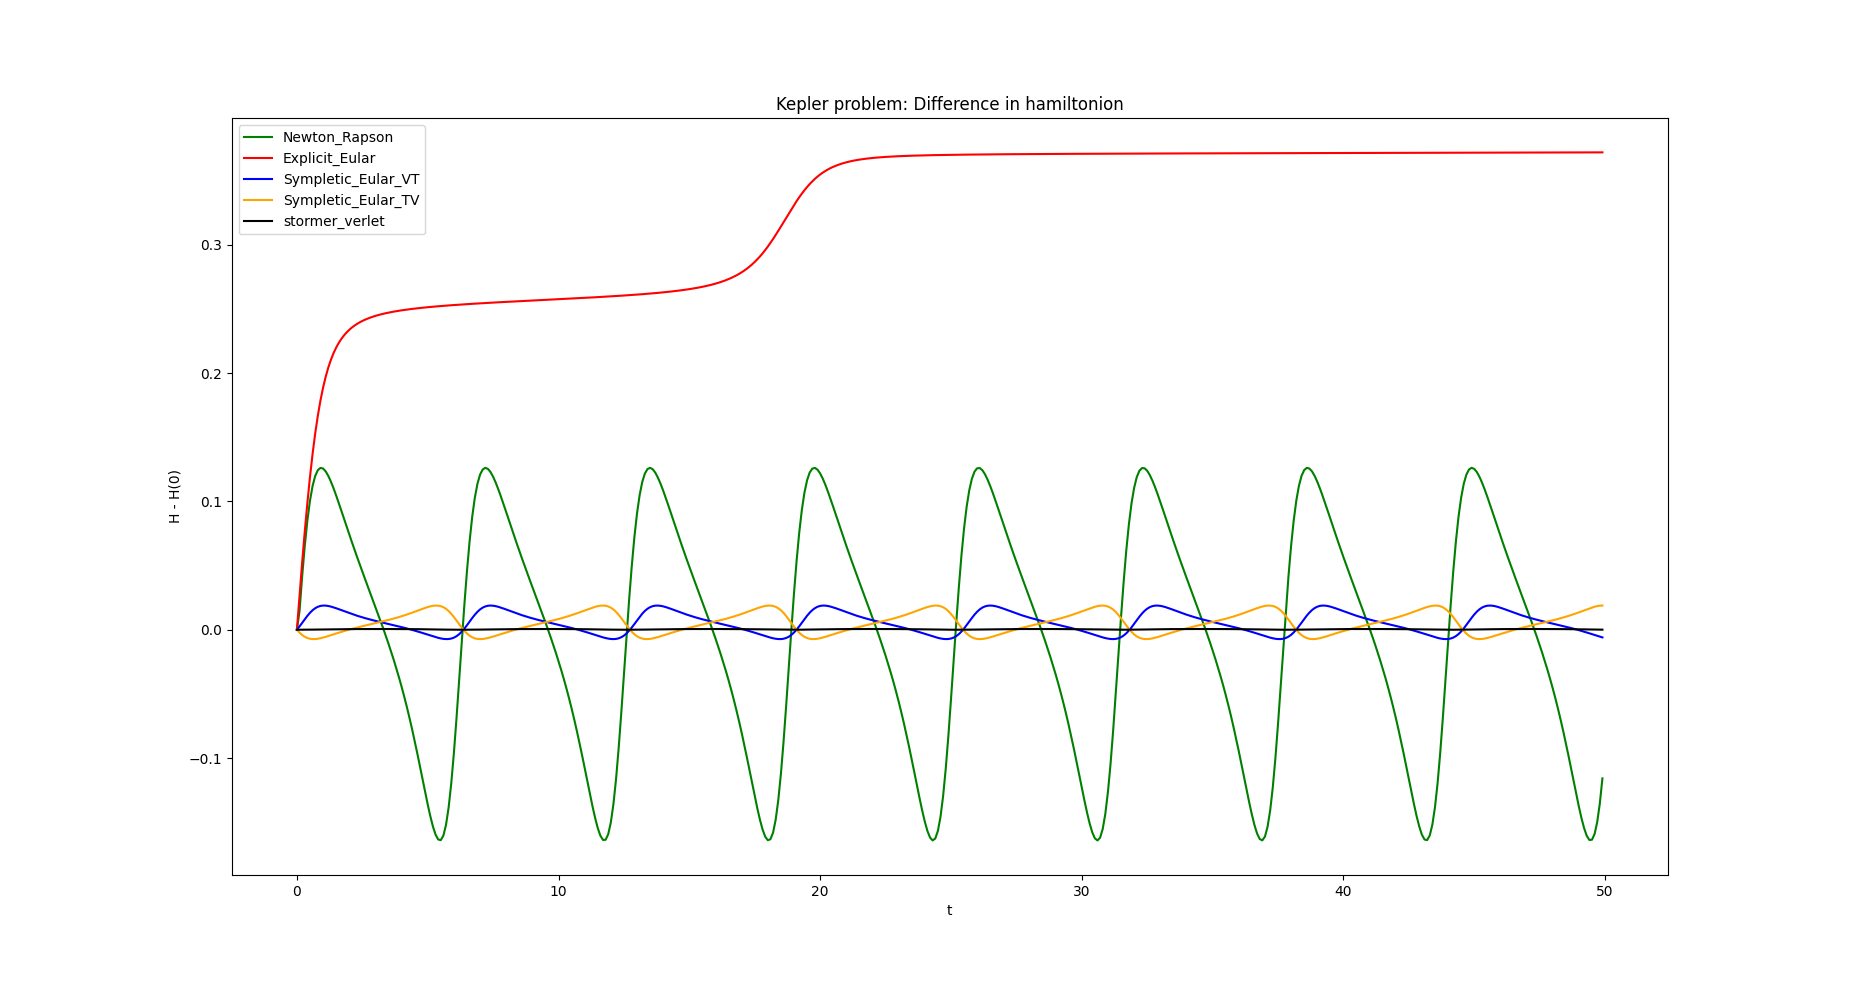 Kepler problem: Difference in hamiltonion
Newton_Rapson
Explicit_Eular
Sympletic_Eular_VT
Sympletic_Eular_TV
stormer_verlet
0.3
0.2
0.1
0.0
−0.1
H - H(0)
0 10 20 30 40 50
t